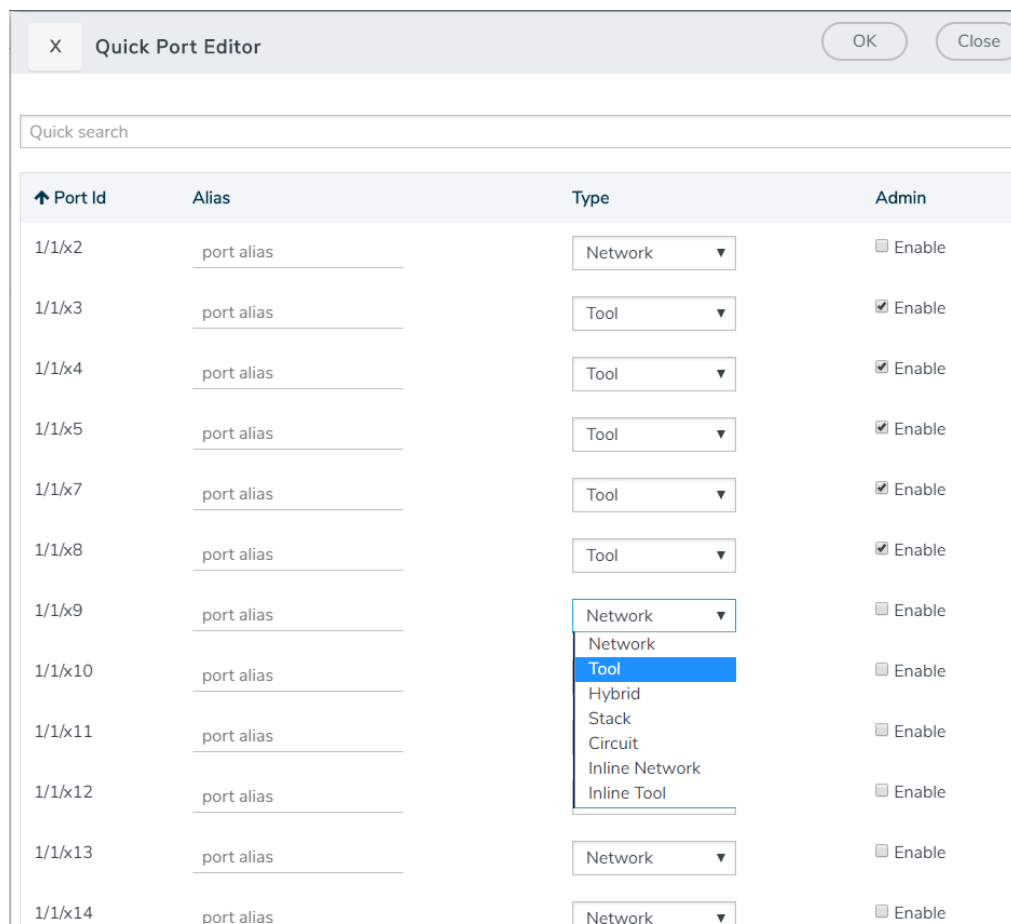 X Quick Port Editor OK Close
Quick search
Port Id Alias Type Admin
1/1/x2 port alias Network Enable
1/1/x3 port alias Tool Enable
1/1/x4 port alias Tool Enable
1/1/x5 port alias Tool Enable
1/1/x7 port alias Tool Enable
1/1/x8 port alias Tool Enable
1/1/x9 port alias Network Enable
Network
Tool
Hybrid
Stack
Circuit
Inline Network
Inline Tool
1/1/x10 port alias Enable
1/1/x11 port alias Enable
1/1/x12 port alias Enable
1/1/x13 port alias Network Enable
1/1/x14 port alias Network Enable